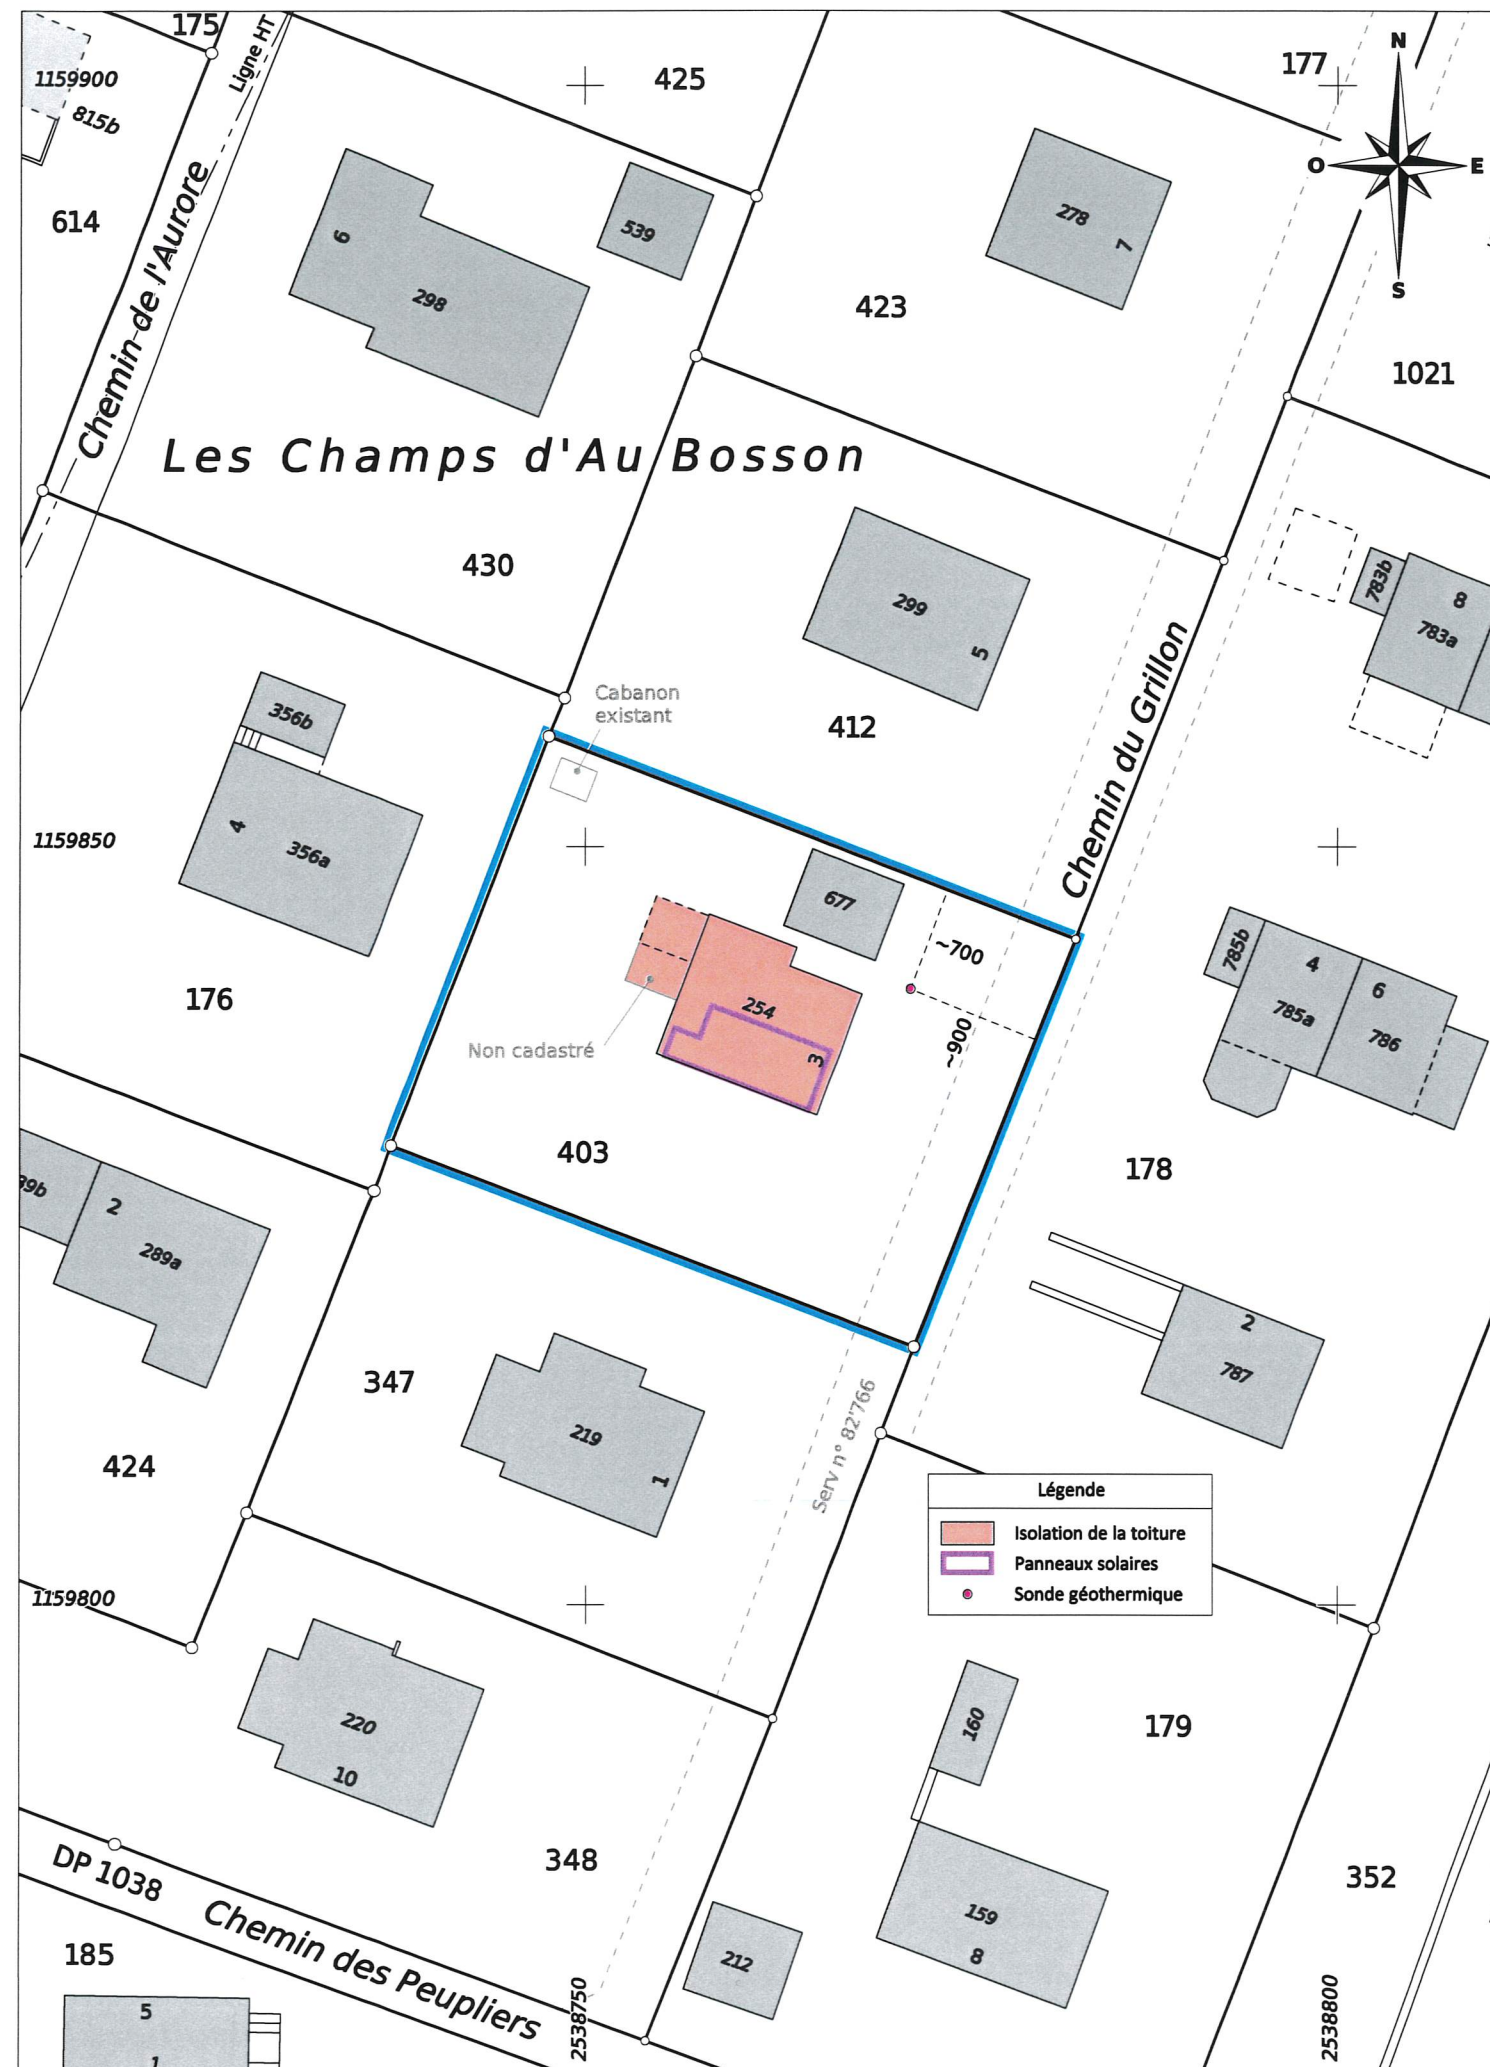 175
Ligne HT
425
177
N
O
E
S
1159900
815b
614
Chemin de l'Aurore
6
298
539
278
7
423
1021
Les Champs d'Au Bosson
430
299
5
412
783b
8
783a
Chemin du Grillon
Cabanon
existant
356b
4
356a
1159850
176
677
~700
~900
254
3
Non cadastré
403
785b
4
785a
6
786
178
2
289a
347
219
1
424
Serv n° 82'766
2
787
Légende
Isolation de la toiture
Panneaux solaires
Sonde géothermique
1159800
220
10
348
160
179
159
8
352
212
DP 1038
Chemin des Peupliers
185
5
1
2538750
2538800